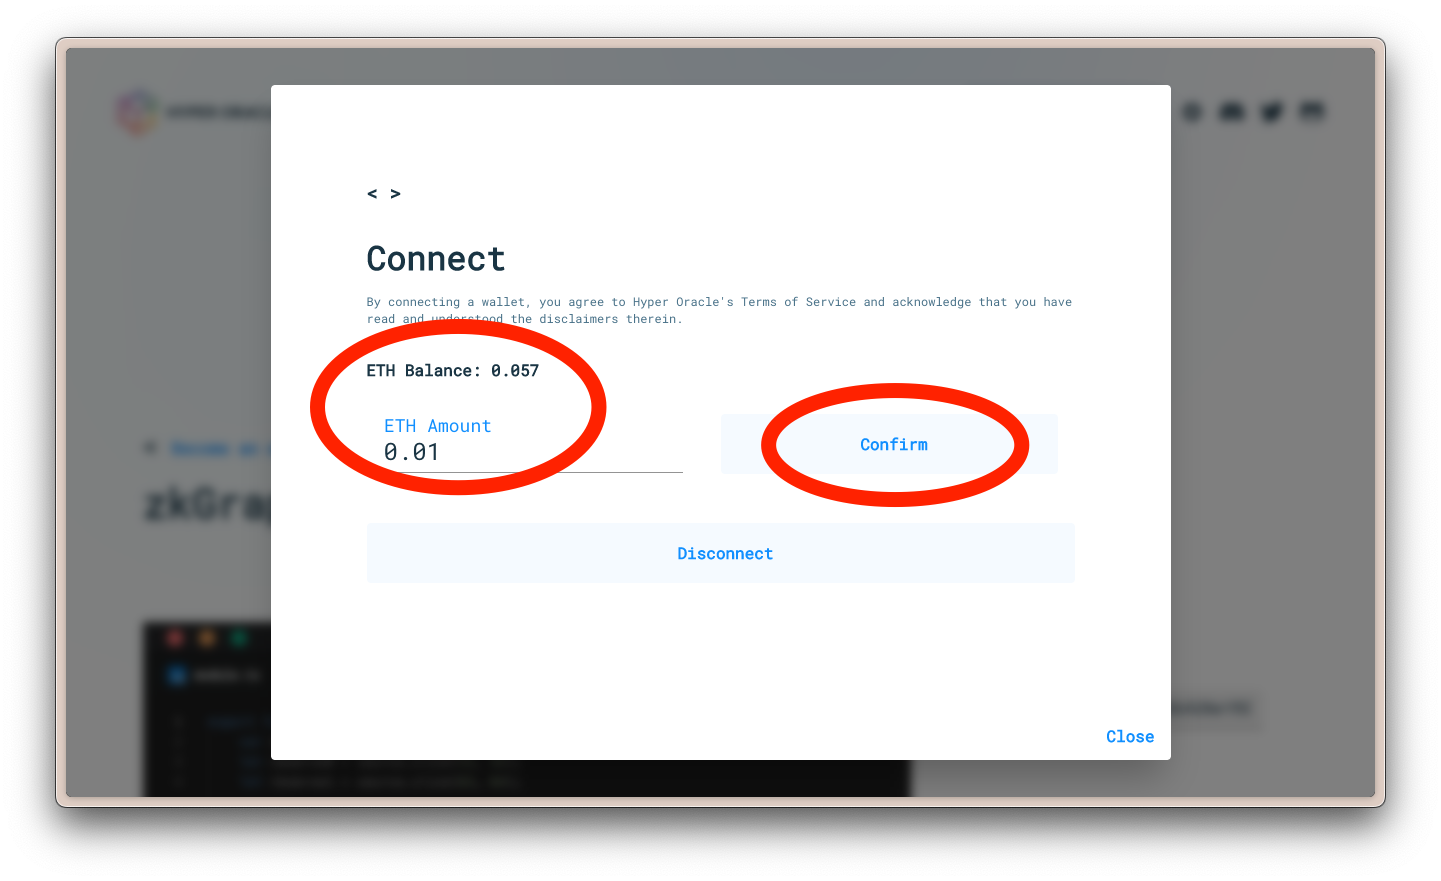 < >
Connect
By connecting a wallet, you agree to Hyper Oracle's Terms of Service and acknowledge that you have
read and understood the disclaimers therein.
ETH Balance: 0.057
ETH Amount
0.01
Confirm
Disconnect
Close
zkGra